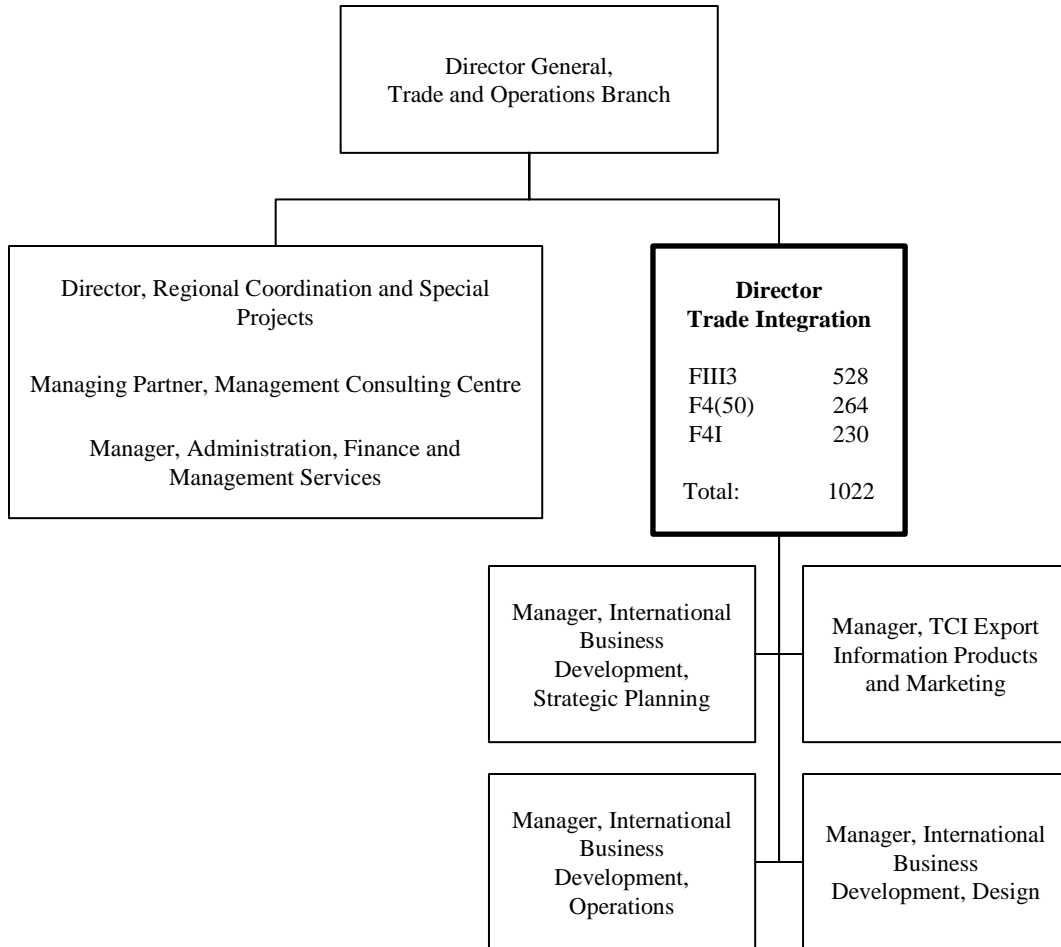 Director General,
Trade and Operations Branch
Director, Regional Coordination and Special
Projects
Managing Partner, Management Consulting Centre
Manager, Administration, Finance and
Management Services
Director
Trade Integration
FIII3 528
F4(50) 264
F4I 230
Total: 1022
Manager, International
Business
Development,
Strategic Planning
Manager, TCI Export
Information Products
and Marketing
Manager, International
Business
Development,
Operations
Manager, International
Business
Development, Design